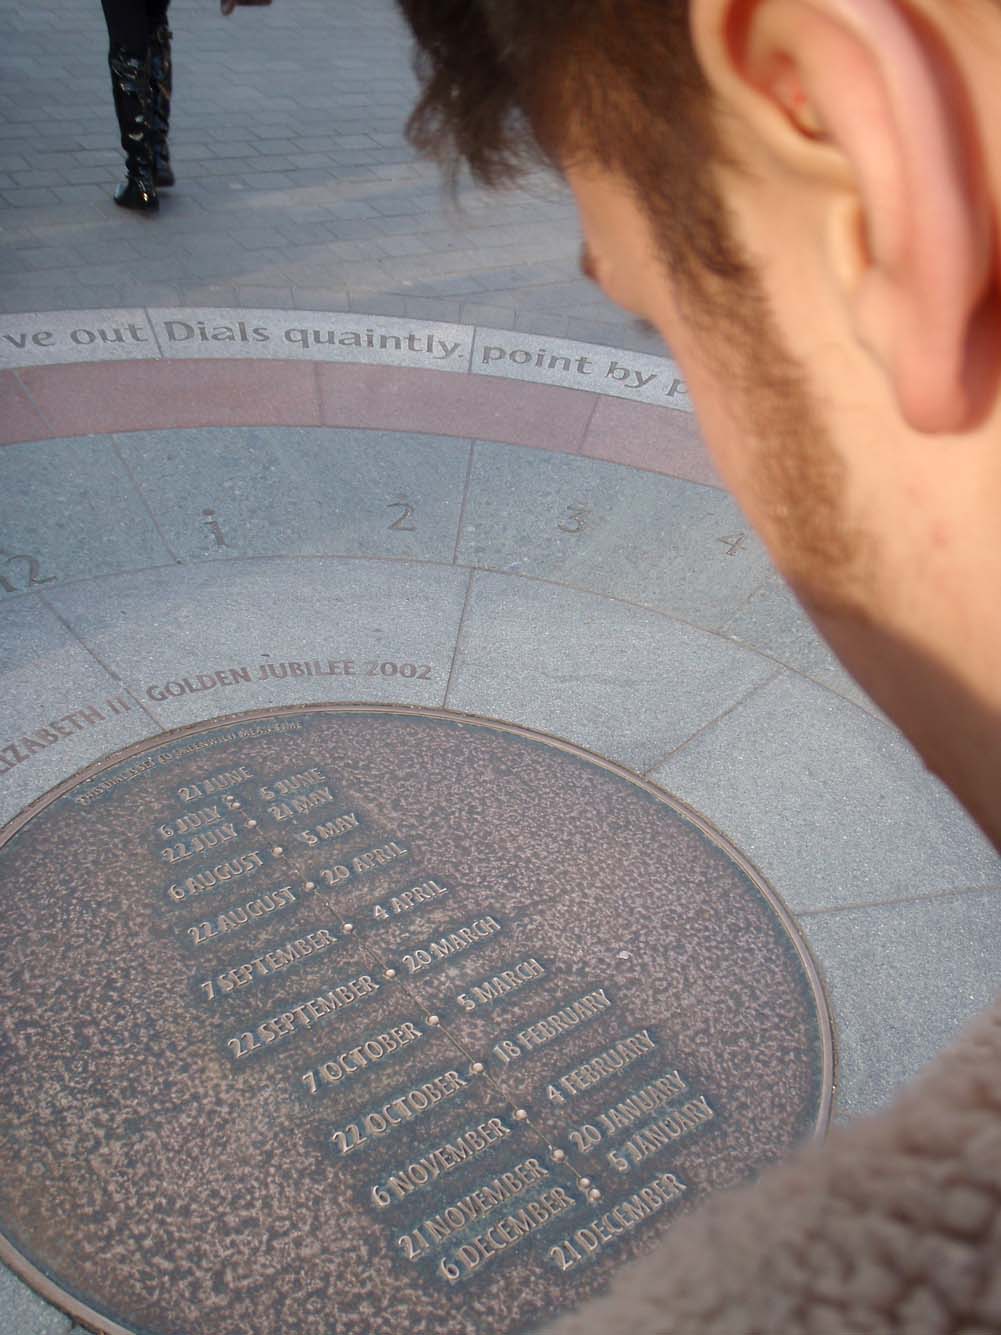 ve out Dials quaintly. point by p
12 1 2 3 4
ELIZABETH II GOLDEN JUBILEE 2002
21 JUNE
6 JULY 6 JUNE
22 JULY 21 MAY
6 AUGUST 5 MAY
22 AUGUST 20 APRIL
7 SEPTEMBER 4 APRIL
22 SEPTEMBER 20 MARCH
7 OCTOBER 5 MARCH
22 OCTOBER 18 FEBRUARY
6 NOVEMBER 4 FEBRUARY
21 NOVEMBER 20 JANUARY
6 DECEMBER 5 JANUARY
21 DECEMBER